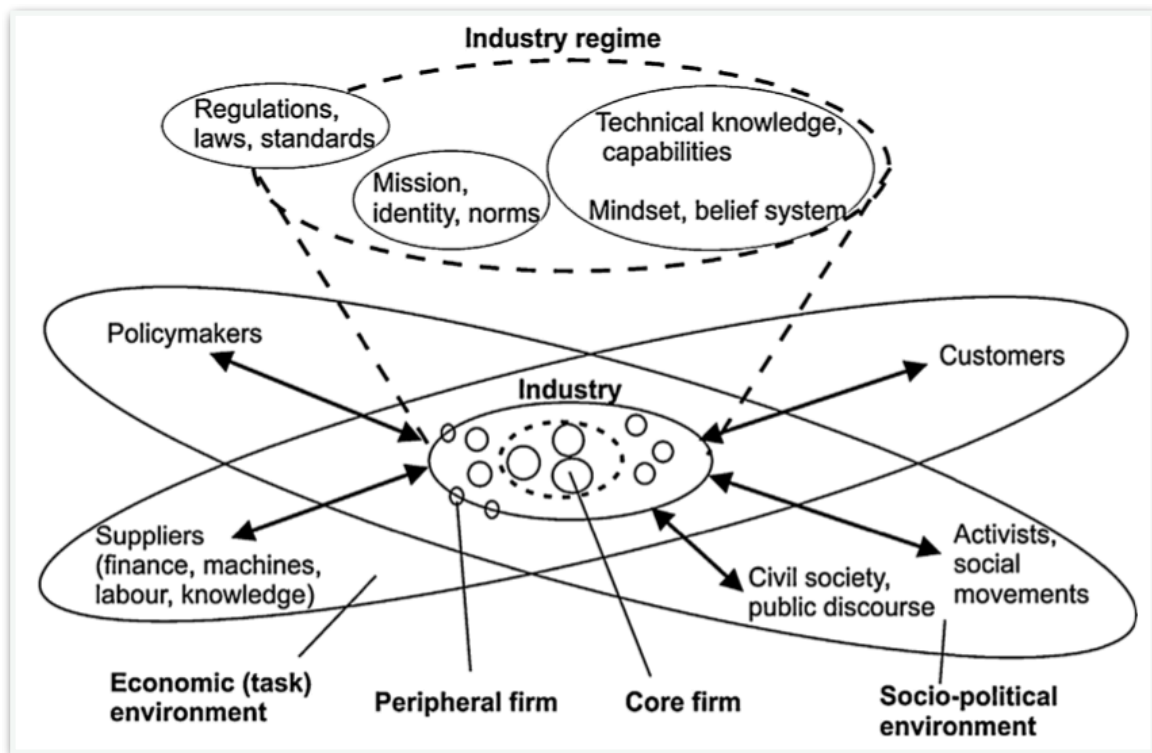 Industry regime
Regulations,
laws, standards
Technical knowledge,
capabilities
Mission,
identity, norms
Mindset, belief system
Policymakers
Customers
Industry
Suppliers
(finance, machines,
labour, knowledge)
Activists,
social
movements
Civil society,
public discourse
Economic (task)
environment
Peripheral firm
Core firm
Socio-political
environment